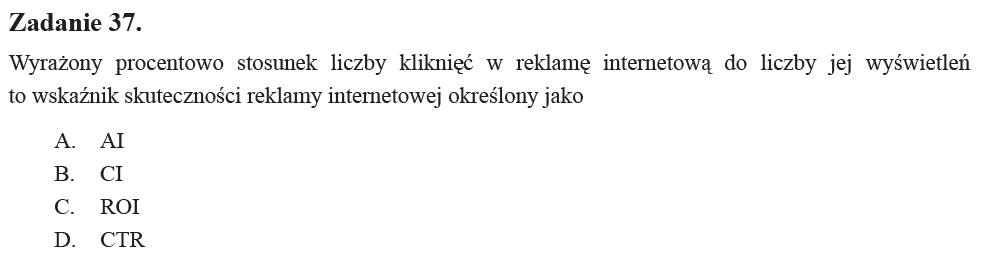 Zadanie 37.
Wyrażony procentowo stosunek liczby kliknięć w reklamę internetową do liczby jej wyświetleń
to wskaźnik skuteczności reklamy internetowej określony jako
A. AI
B. CI
C. ROI
D. CTR